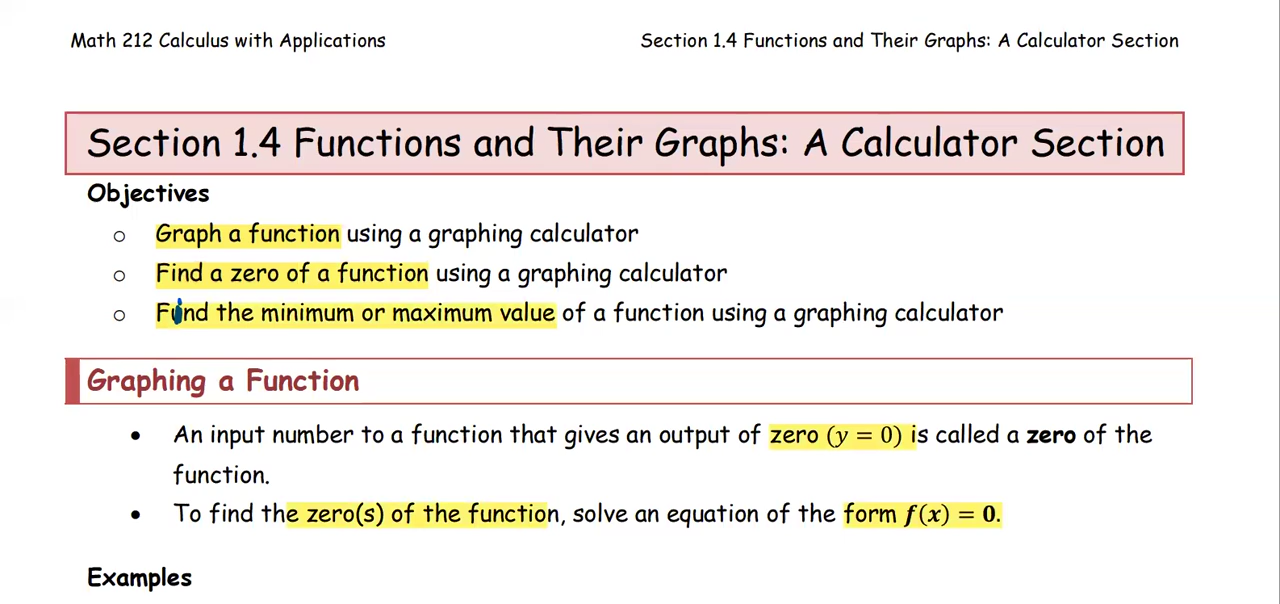 Math 212 Calculus with Applications
Section 1.4 Functions and Their Graphs: A Calculator Section
Section 1.4 Functions and Their Graphs: A Calculator Section
Objectives
o Graph a function using a graphing calculator
o Find a zero of a function using a graphing calculator
o Find the minimum or maximum value of a function using a graphing calculator
Graphing a Function
• An input number to a function that gives an output of zero (y = 0) is called a zero of the
function.
• To find the zero(s) of the function, solve an equation of the form f(x) = 0.
Examples